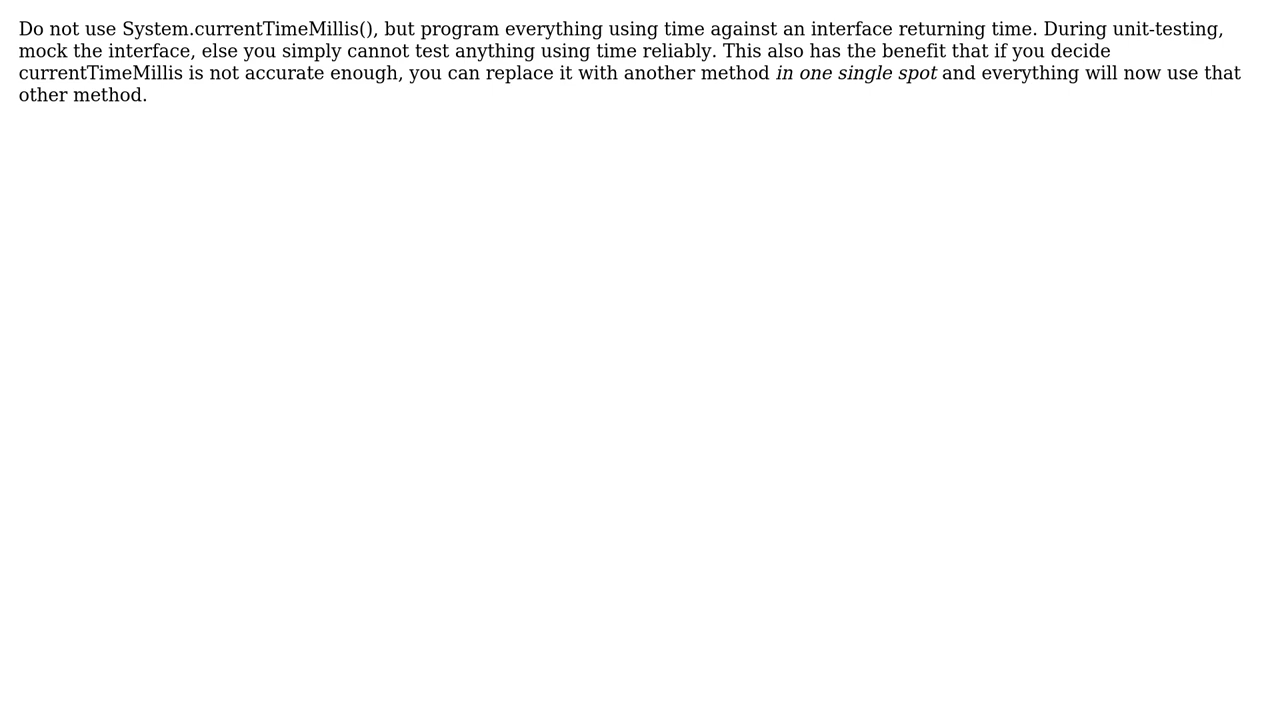 Do not use System.currentTimeMillis(), but program everything using time against an interface returning time. During unit-testing,
mock the interface, else you simply cannot test anything using time reliably. This also has the benefit that if you decide
currentTimeMillis is not accurate enough, you can replace it with another method in one single spot and everything will now use that
other method.